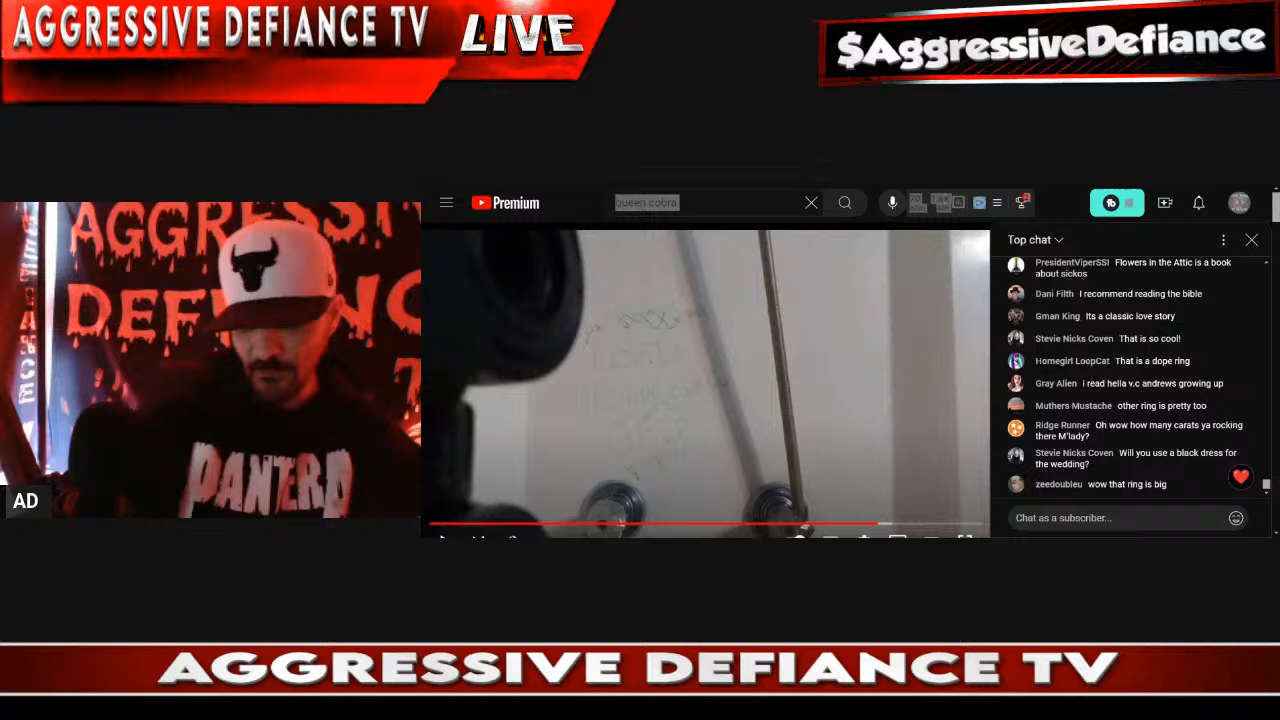 AGGRESSIVE DEFIANCE TV
LIVE
$AggressiveDefiance
AGGRESSI
DEFI NC
T
AD
PANTERA
Premium
queen cobra
Top chat
PresidentViperSSI Flowers in the Attic is a book
about sickos
Dani Filth I recommend reading the bible
Gman King Its a classic love story
Stevie Nicks Coven That is so cool!
Homegirl LoopCat That is a dope ring
Gray Alien i read hella v.c andrews growing up
Muthers Mustache other ring is pretty too
Ridge Runner Oh wow how many carats ya rocking
there M'lady?
Stevie Nicks Coven Will you use a black dress for
the wedding?
zeedoubleu wow that ring is big
Chat as a subscriber...
AGGRESSIVE DEFIANCE TV